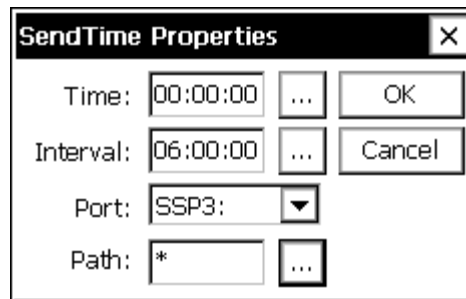 SendTime Properties
Time: 00:00:00 ... OK
Interval: 06:00:00 ... Cancel
Port: SSP3:
Path: * ...